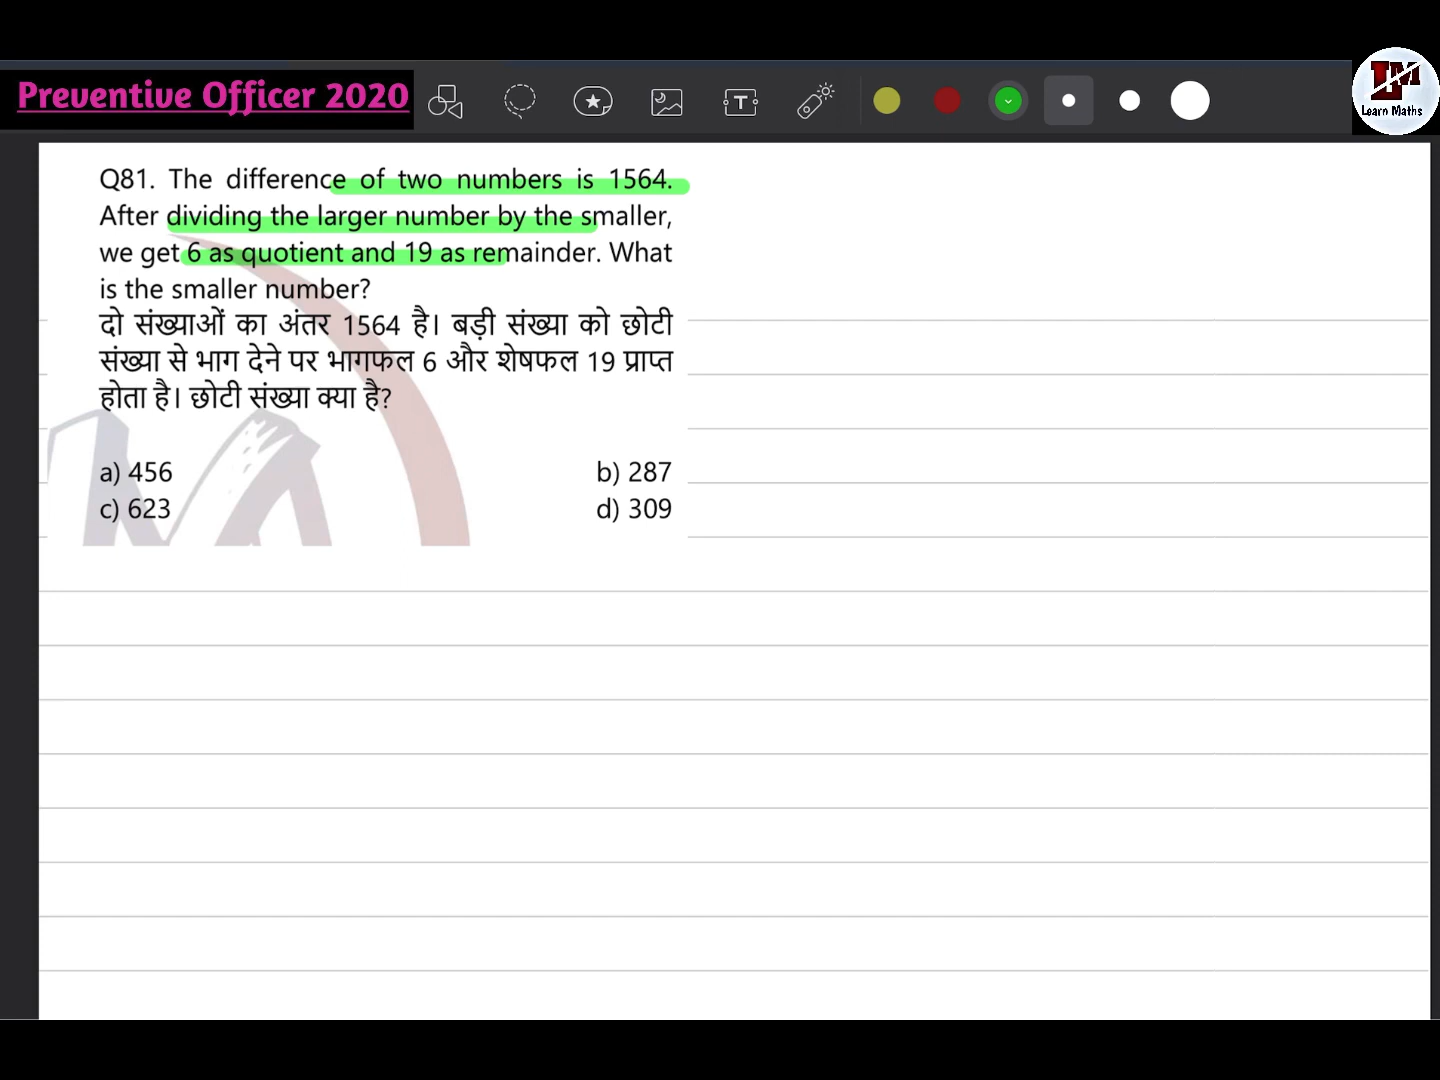 Preventive Officer 2020
T
LM
Learn Maths
Q81. The difference of two numbers is 1564.
After dividing the larger number by the smaller,
we get 6 as quotient and 19 as remainder. What
is the smaller number?
दो संख्याओं का अंतर 1564 है। बड़ी संख्या को छोटी
संख्या से भाग देने पर भागफल 6 और शेषफल 19 प्राप्त
होता है। छोटी संख्या क्या है?
a) 456 b) 287
c) 623 d) 309